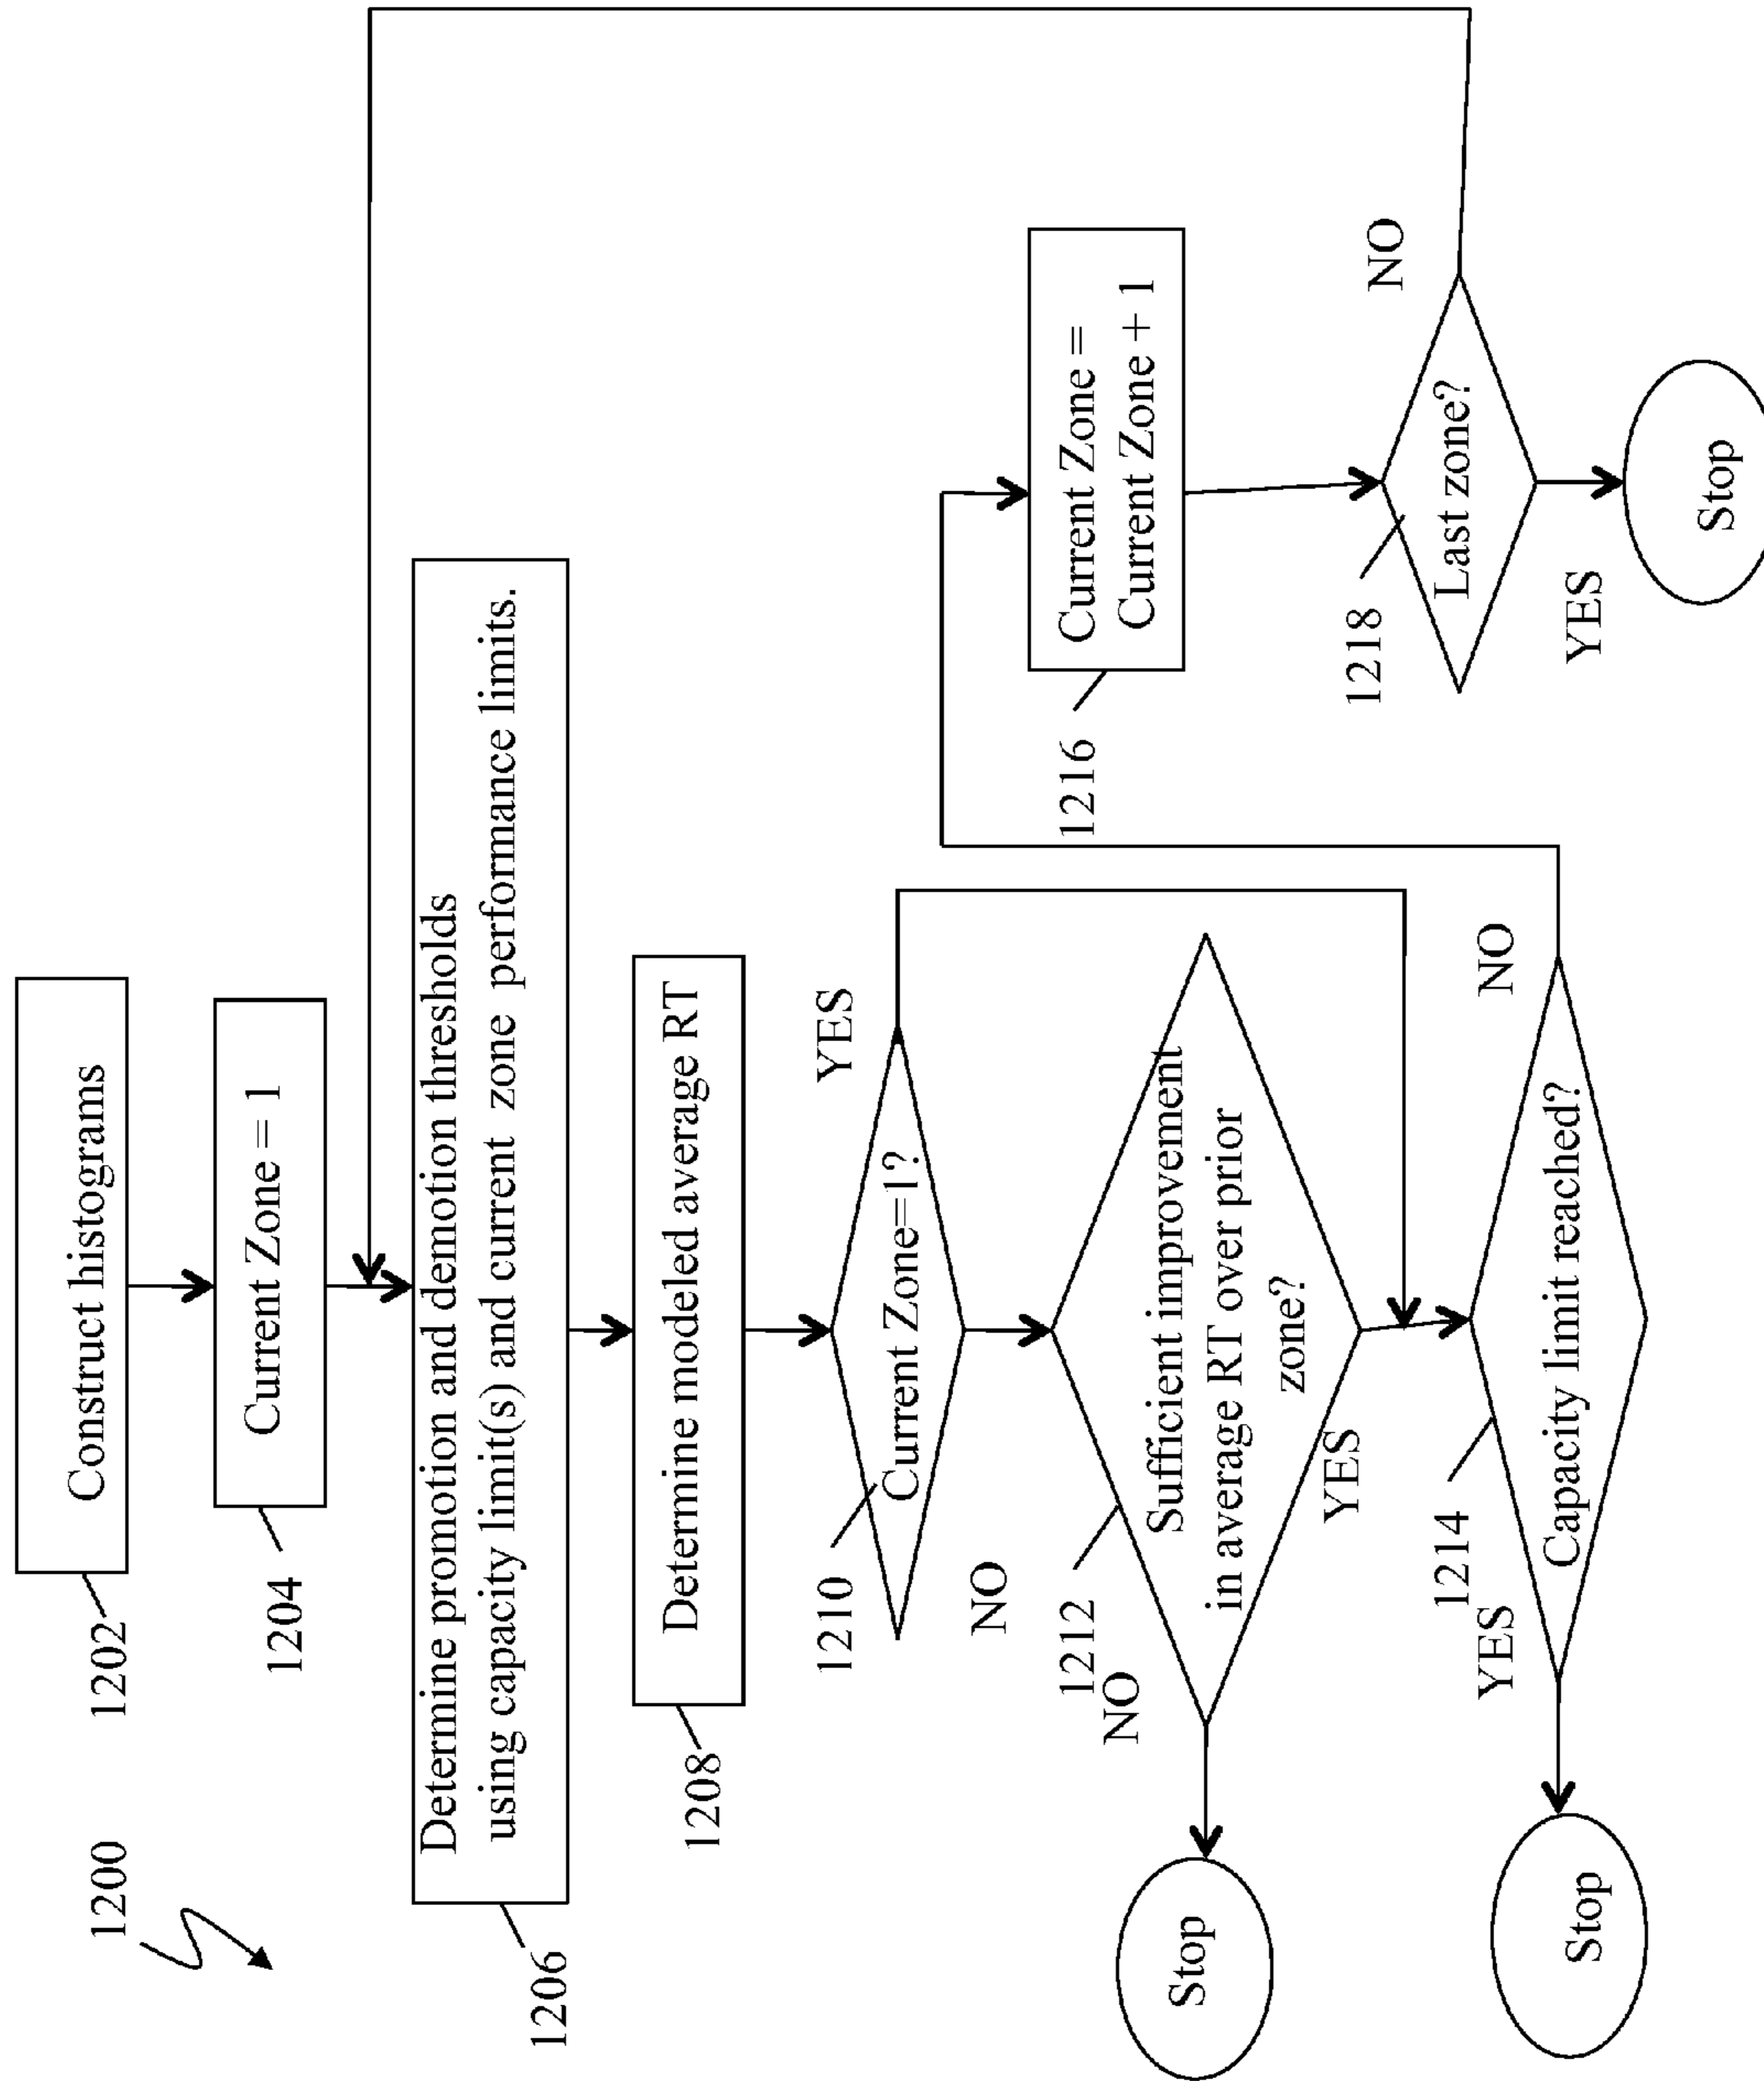 1200
Construct histograms
1202
Current Zone = 1
1204
Determine promotion and demotion thresholds
using capacity limit(s) and current zone performance limits.
1206
Determine modeled average RT
1208
Current Zone=1?
1210
YES
NO
Sufficient improvement
in average RT over prior
zone?
1212
NO
YES
Stop
Capacity limit reached?
1214
YES
NO
Stop
Current Zone =
Current Zone + 1
1216
Last zone?
1218
NO
YES
Stop